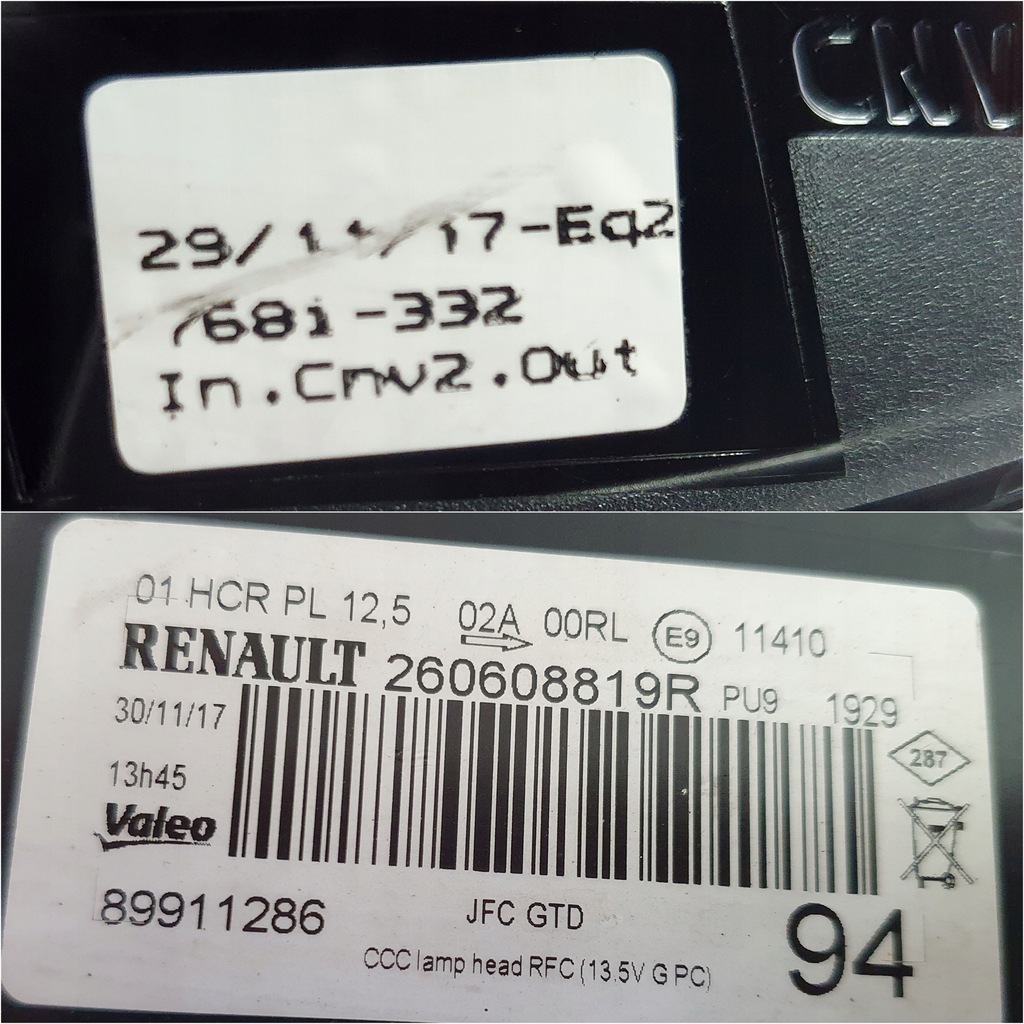 CNV
29/11/17-Eq2
768i-332
In.Cnv2.Out
01 HCR PL 12,5 02A 00RL E9 11410
RENAULT 260608819R PU9 1929
30/11/17
287
13h45
Valeo
89911286 JFC GTD 94
CCC lamp head RFC (13.5V G PC)